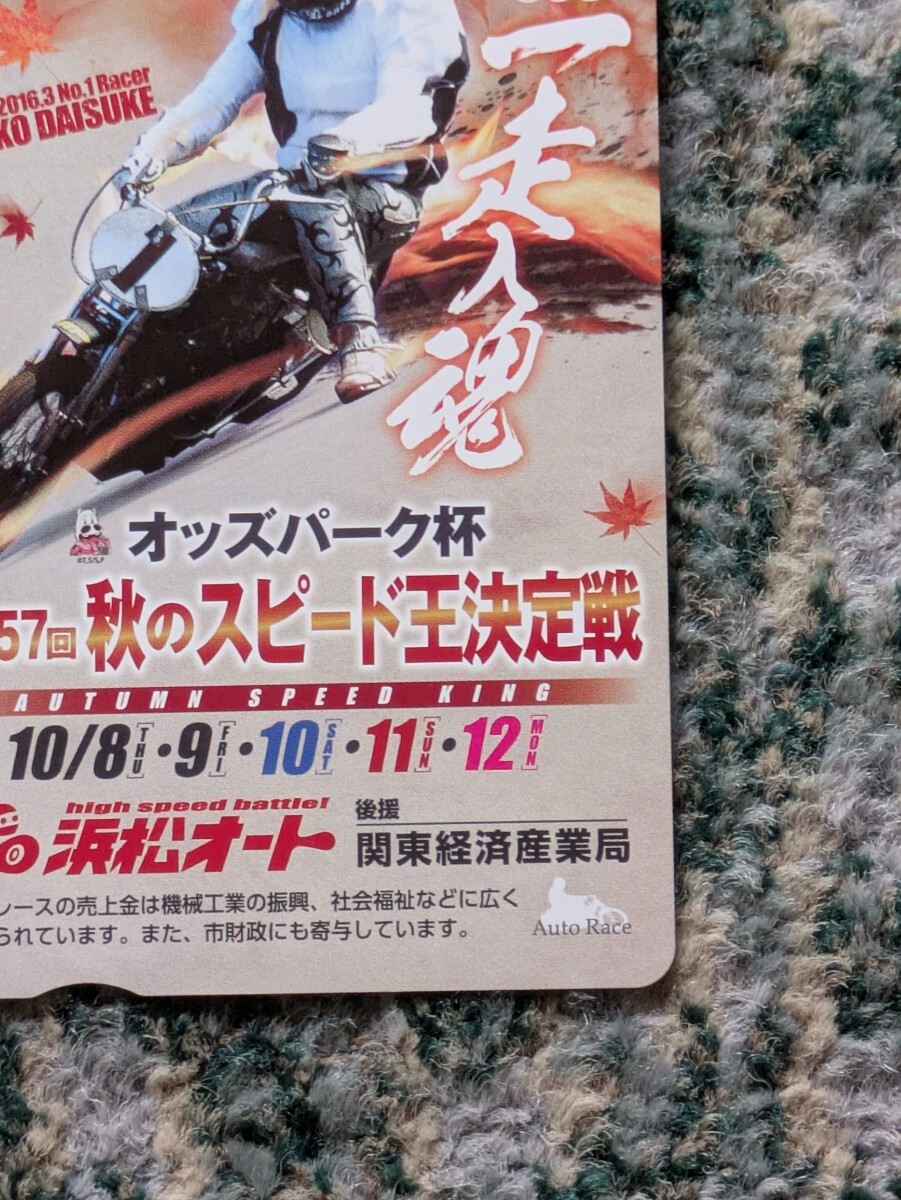 2016.3 No.1 Racer
KO DAISUKE
一走入魂
オッズパーク杯
57回 秋のスピード王決定戦
AUTUMN SPEED KING
10/8[THU]・9[FRI]・10[SAT]・11[SUN]・12[MON]
high speed battle!
浜松オート
後援
関東経済産業局
レースの売上金は機械工業の振興、社会福祉などに広く
られています。また、市財政にも寄与しています。
Auto Race